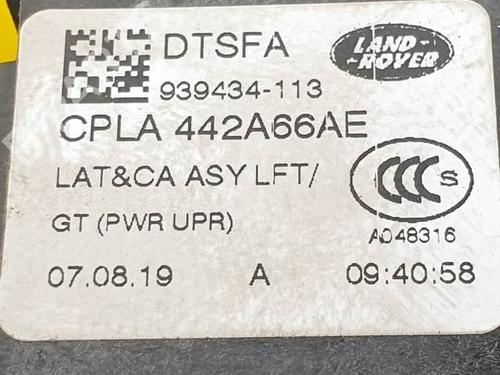 DTSFA
LAND-
ROVER
939434-113
CPLA 442A66AE
LAT&CA ASY LFT/
CCC S
GT (PWR UPR)
A048316
07.08.19 A 09:40:58